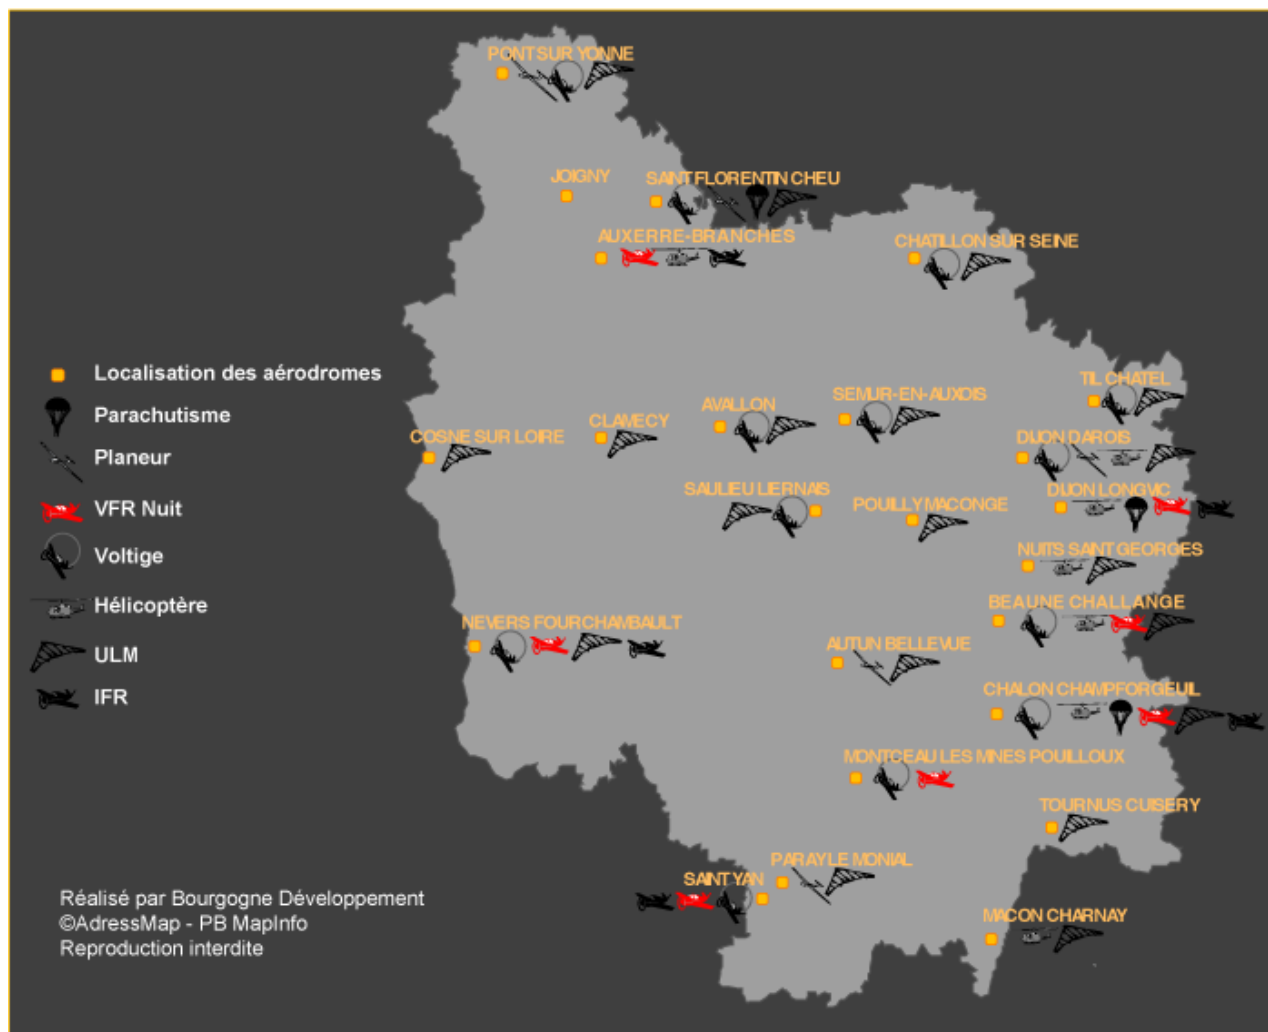 PONT SUR YONNE
JOIGNY
SAINT FLORENTIN CHEU
AUXERRE-BRANCHES
CHATILLON SUR SEINE
Localisation des aérodromes
Parachutisme
Planeur
VFR Nuit
Voltige
Hélicoptère
ULM
IFR
TIL CHATEL
SEMUR-EN-AUXOIS
AVALLON
CLAMECY
COSNE SUR LOIRE
DIJON DAROIS
SAULIEU LIERNAIS
DIJON LONGVIC
POUILLY MACONGE
NUITS SAINT GEORGES
BEAUNE CHALLANGE
NEVERS FOURCHAMBAULT
AUTUN BELLEVUE
CHALON CHAMPFORGEUIL
MONTCEAU LES MINES POUILLOUX
TOURNUS CUISERY
PARAY LE MONIAL
SAINT YAN
MACON CHARNAY
Réalisé par Bourgogne Développement
©AdressMap - PB MapInfo
Reproduction interdite